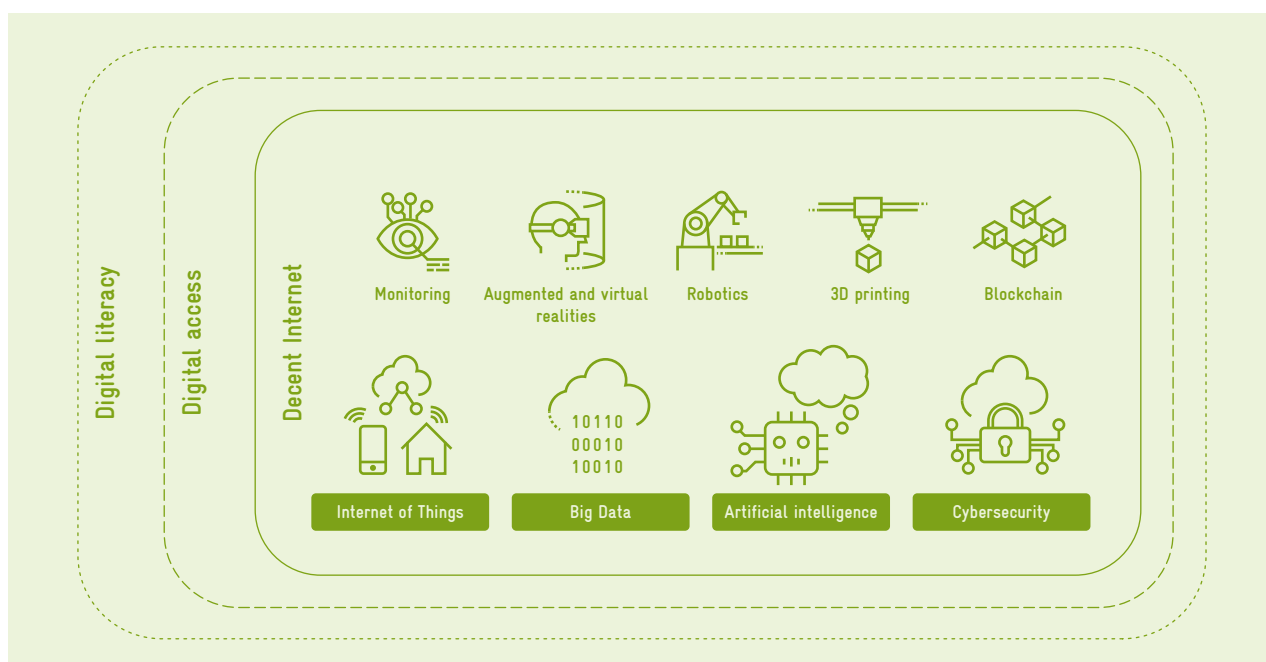 Digital literacy
Digital access
Decent Internet
Monitoring
Augmented and virtual
realities
Robotics
3D printing
Blockchain
10110
00010
10010
Internet of Things
Big Data
Artificial intelligence
Cybersecurity